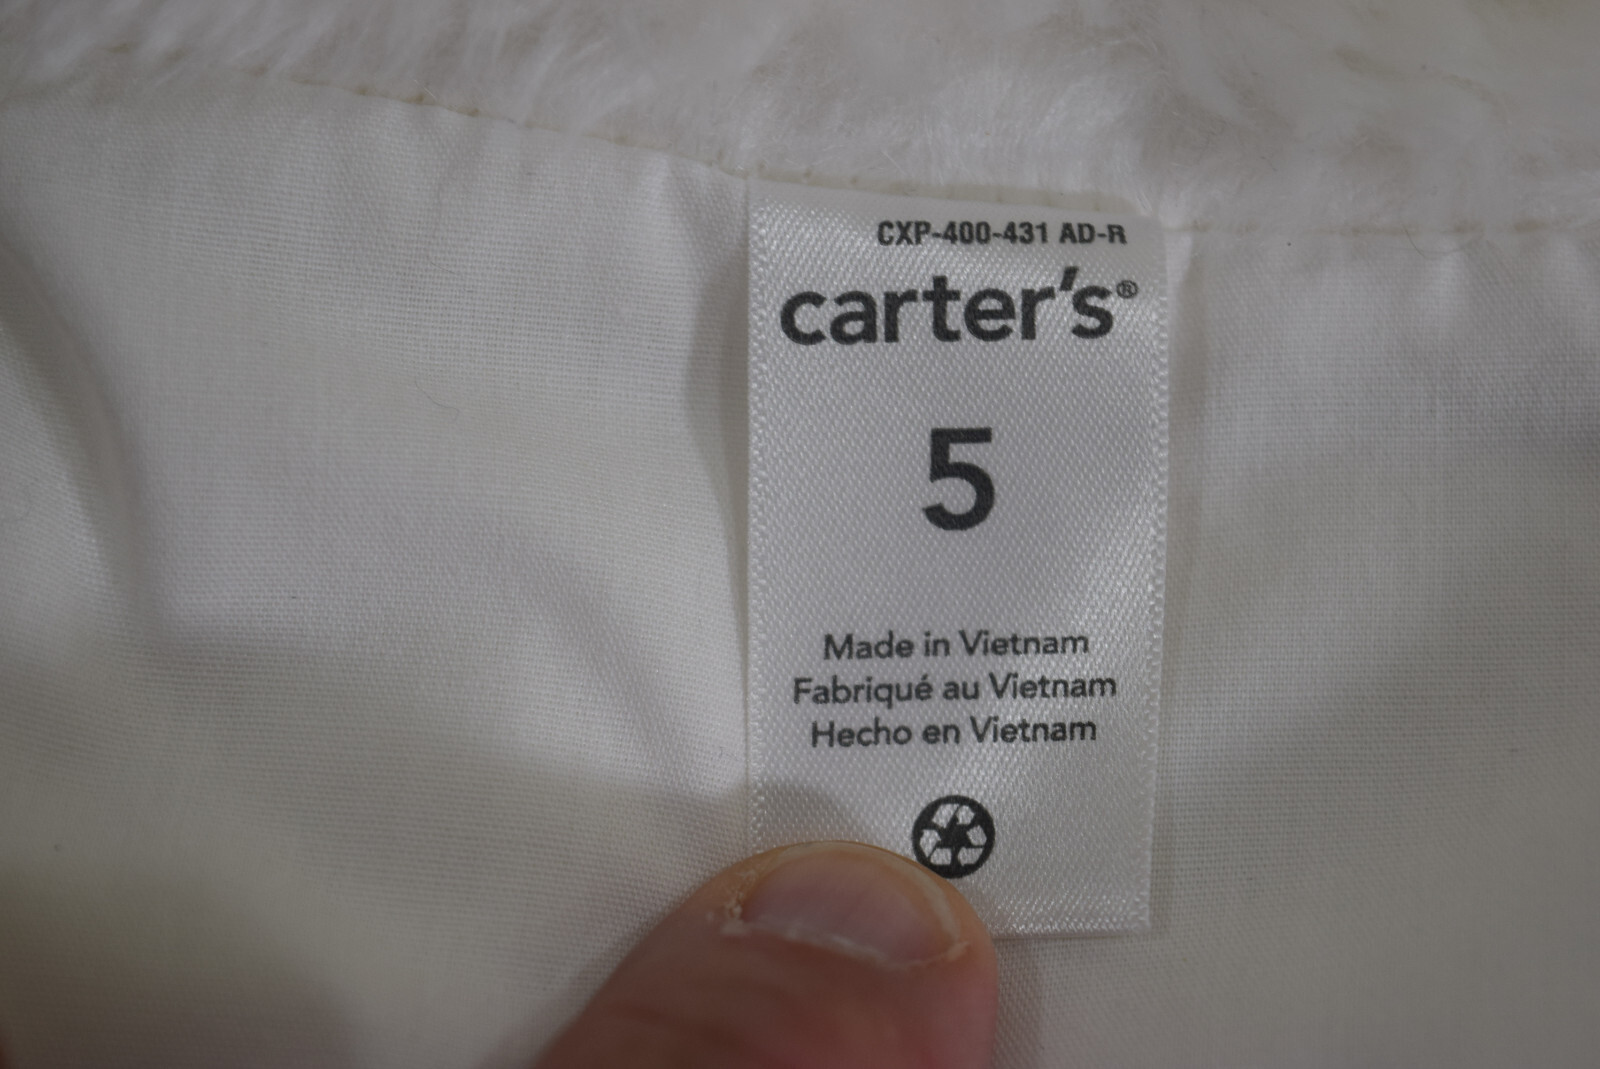 CXP-400-431 AD-R
carter's®
5
Made in Vietnam
Fabriqué au Vietnam
Hecho en Vietnam